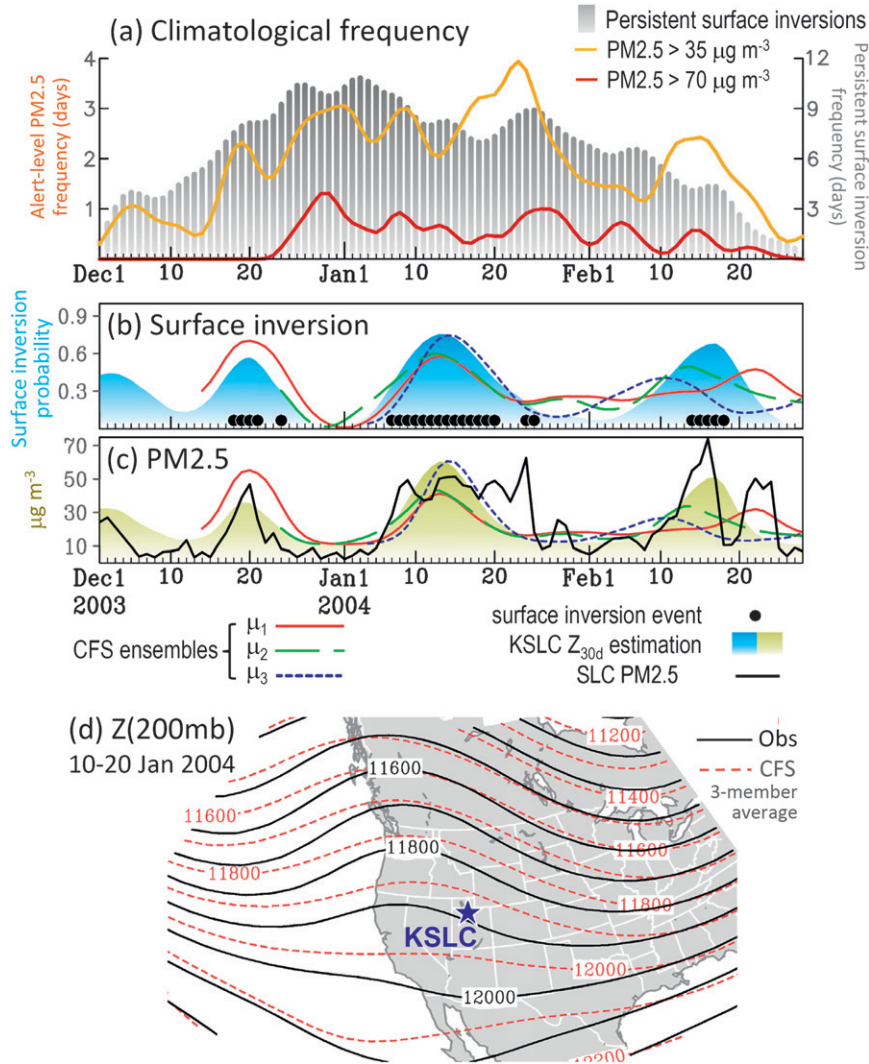 (a) Climatological frequency
Persistent surface inversions
PM2.5 > 35 µg m-3
PM2.5 > 70 µg m-3
Alert-level PM2.5
frequency (days)
4
3
2
1
12
9
6
3
Persistent surface inversion
frequency (days)
Dec1 10 20 Jan1 10 20 Feb1 10 20
(b) Surface inversion
Surface inversion
probability
0.9
0.6
0.3
(c) PM2.5
µg m-3
70
50
30
10
Dec1 10 20 Jan1 10 20 Feb1 10 20
2003 2004
CFS ensembles
µ1
µ2
µ3
surface inversion event
KSLC Z30d estimation
SLC PM2.5
(d) Z(200mb)
10-20 Jan 2004
Obs
CFS
3-member
average
11200
11600
11600
11400
11800
11600
11800
11800
KSLC
12000
12000
12200